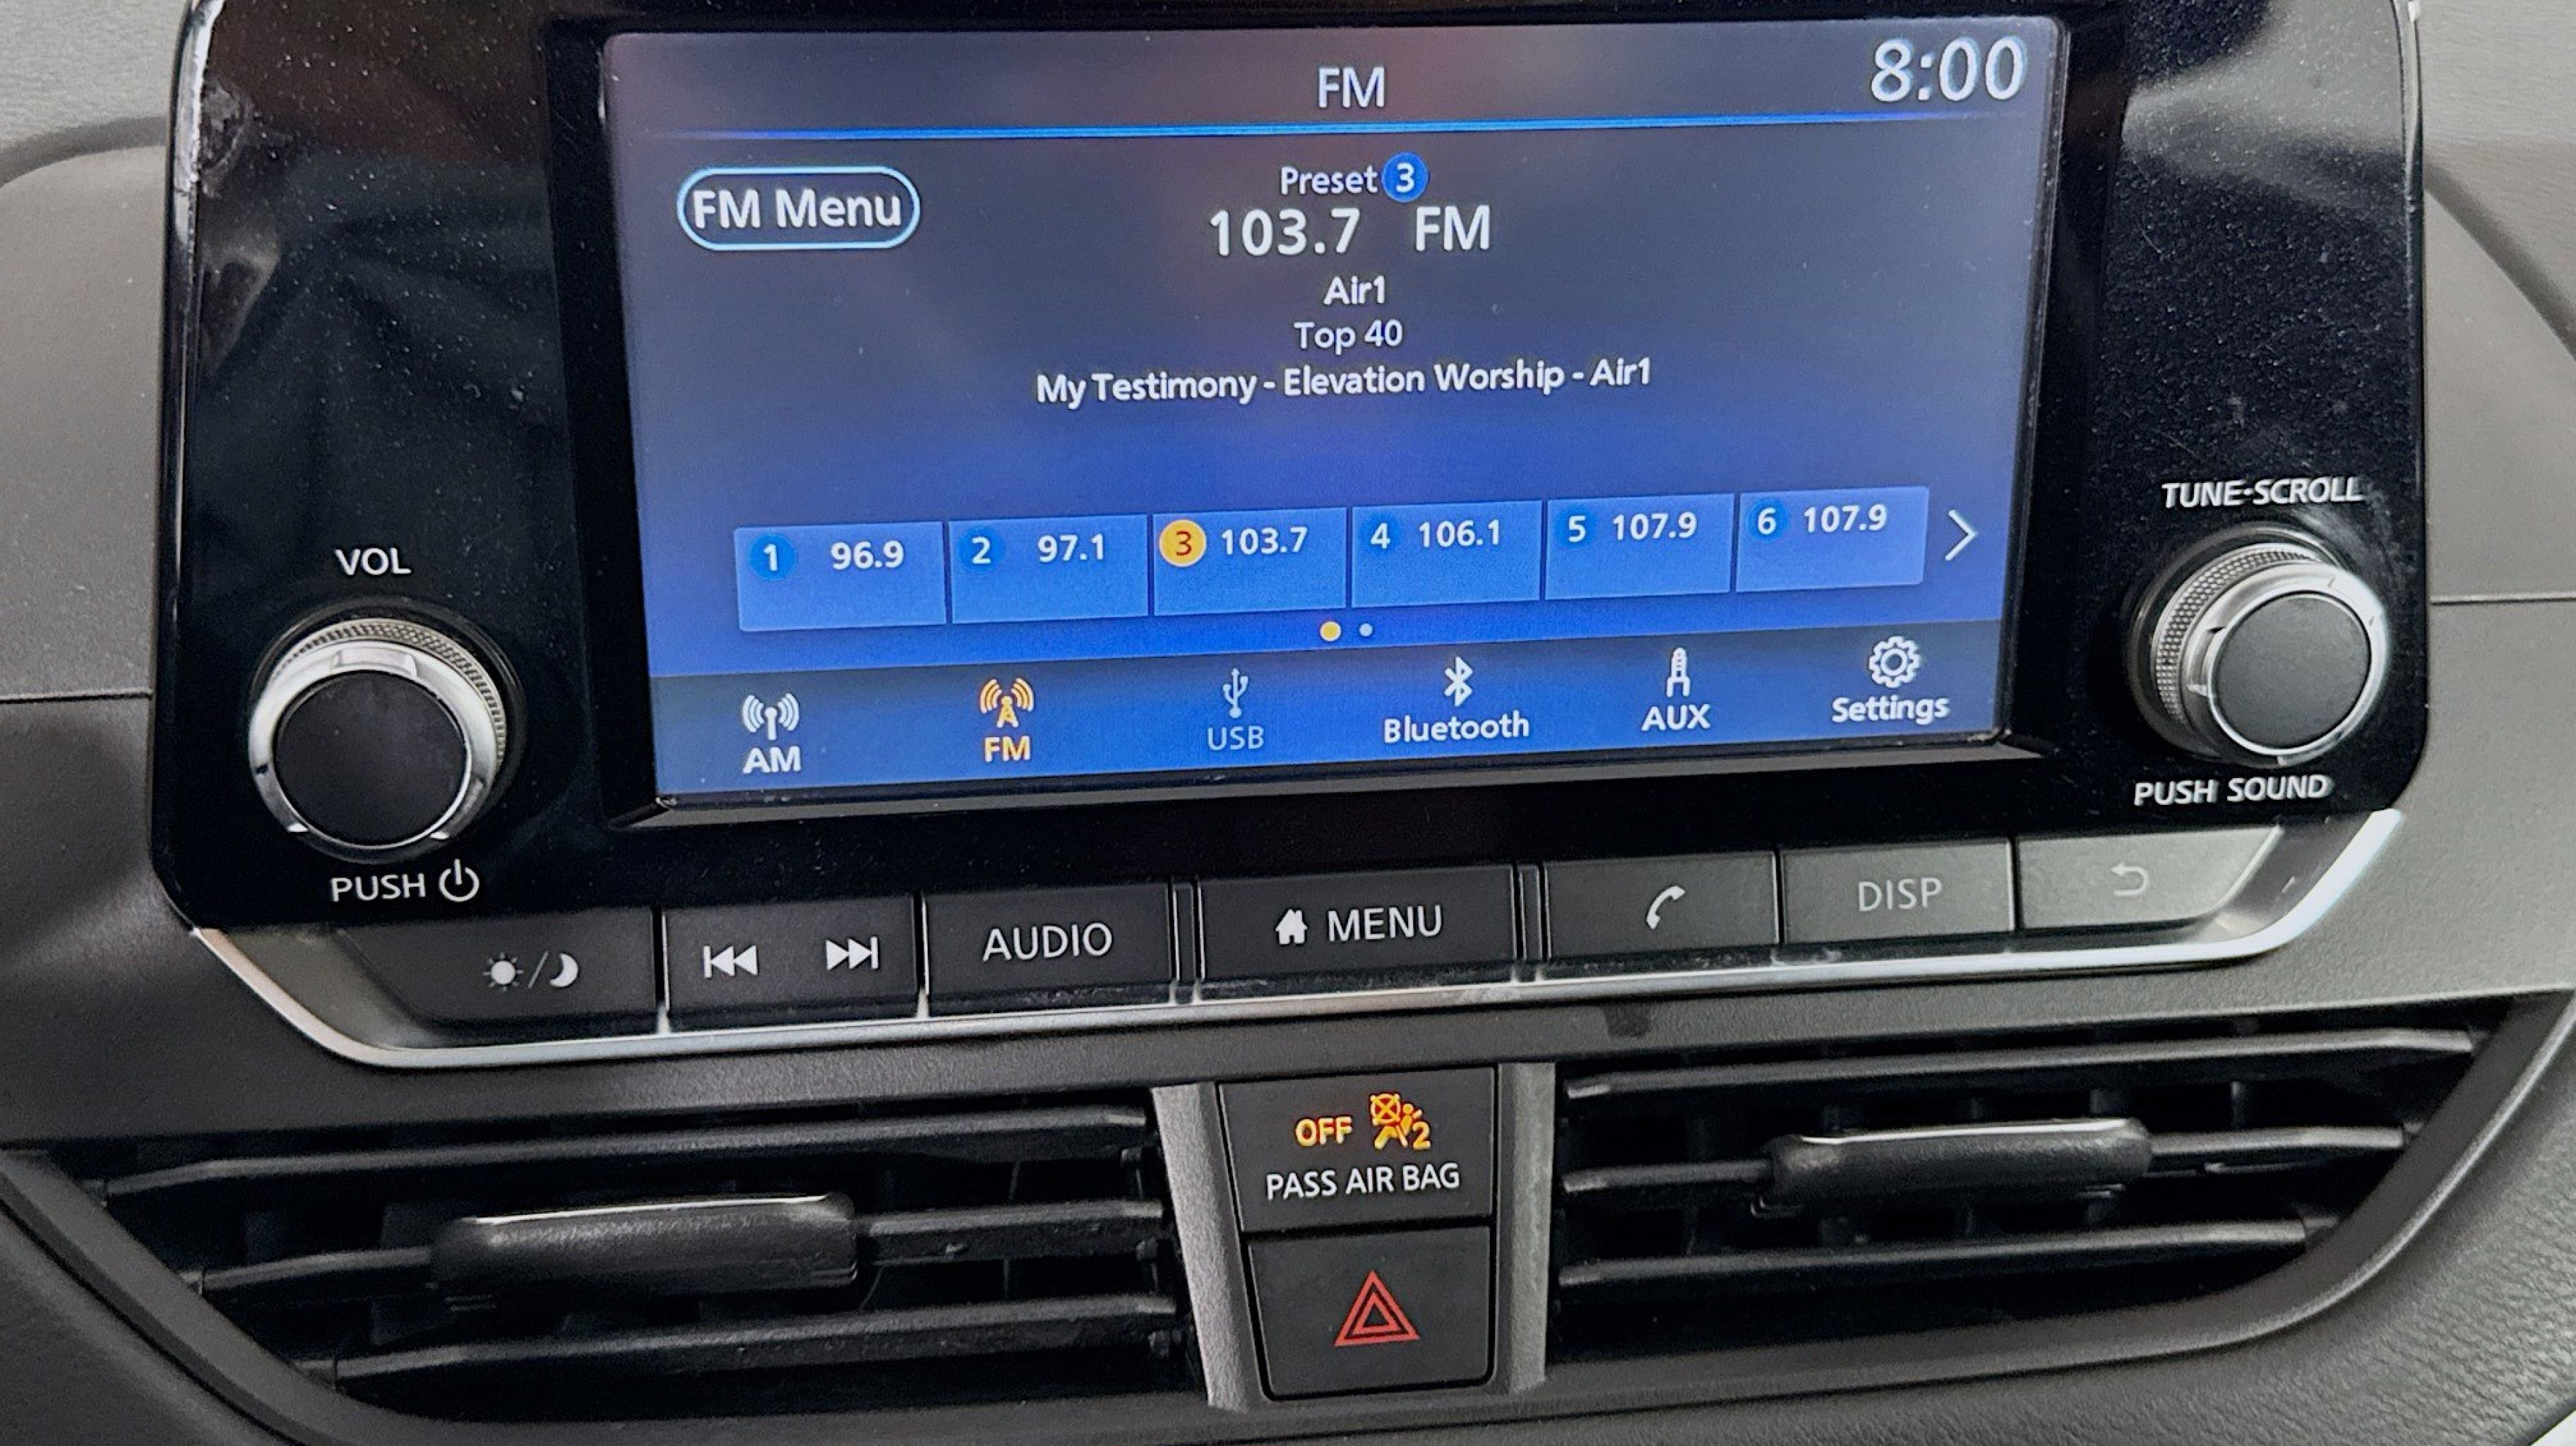 FM 8:00
FM Menu
Preset 3
103.7 FM
Air1
Top 40
My Testimony - Elevation Worship - Air1
1 96.9 2 97.1 3 103.7 4 106.1 5 107.9 6 107.9
AM FM USB Bluetooth AUX Settings
VOL
PUSH
TUNE·SCROLL
PUSH SOUND
AUDIO MENU DISP
OFF 2
PASS AIR BAG